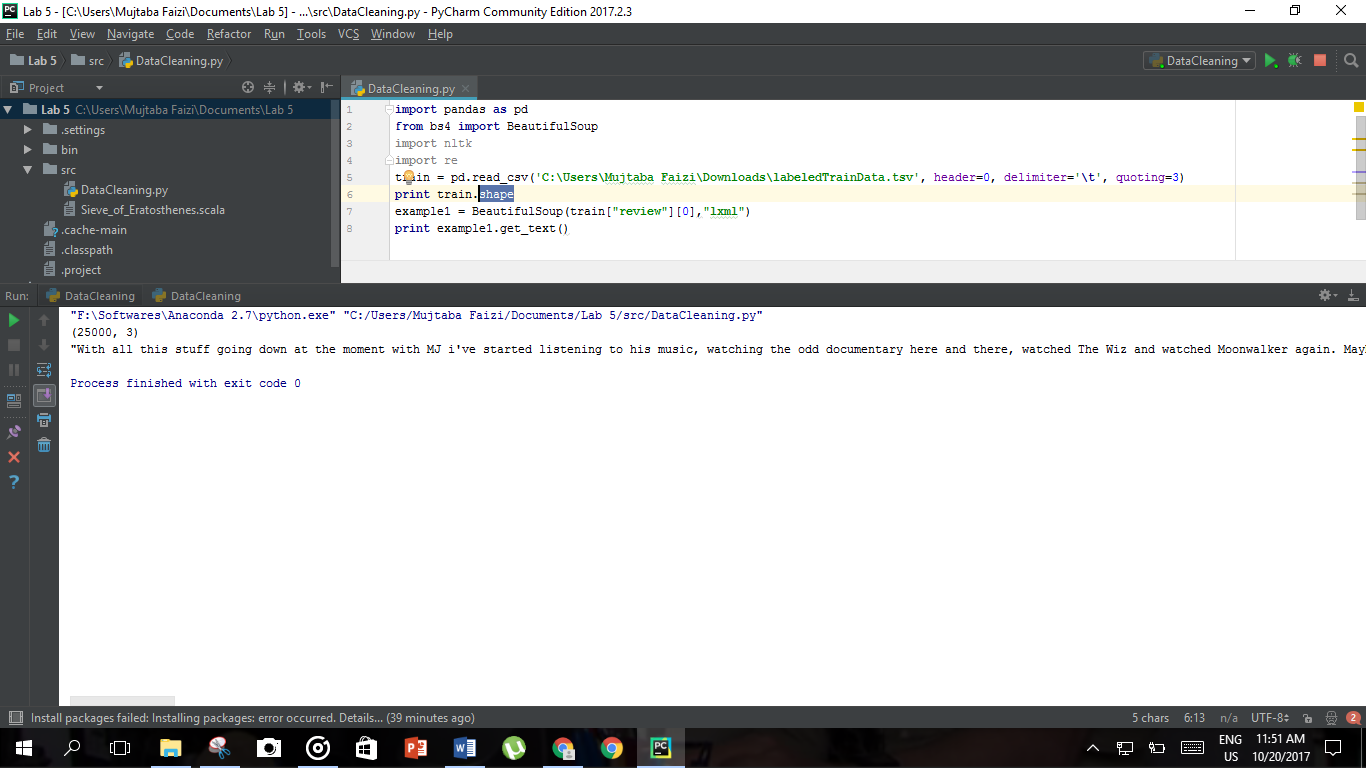 Lab 5 - [C:\Users\Mujtaba Faizi\Documents\Lab 5] - ...\src\DataCleaning.py - PyCharm Community Edition 2017.2.3
File Edit View Navigate Code Refactor Run Tools VCS Window Help
Lab 5 src DataCleaning.py
DataCleaning
Project
DataCleaning.py
Lab 5 C:\Users\Mujtaba Faizi\Documents\Lab 5
.settings
bin
src
DataCleaning.py
Sieve_of_Eratosthenes.scala
.cache-main
.classpath
.project
1 import pandas as pd
2 from bs4 import BeautifulSoup
3 import nltk
4 import re
5 train = pd.read_csv('C:\Users\Mujtaba Faizi\Downloads\labeledTrainData.tsv', header=0, delimiter='\t', quoting=3)
6 print train.shape
7 example1 = BeautifulSoup(train["review"][0],"lxml")
8 print example1.get_text()
Run: DataCleaning DataCleaning
"F:\Softwares\Anaconda 2.7\python.exe" "C:/Users/Mujtaba Faizi/Documents/Lab 5/src/DataCleaning.py"
(25000, 3)
"With all this stuff going down at the moment with MJ i've started listening to his music, watching the odd documentary here and there, watched The Wiz and watched Moonwalker again. May
Process finished with exit code 0
Install packages failed: Installing packages: error occurred. Details... (39 minutes ago)
5 chars 6:13 n/a UTF-8 2
ENG
US
11:51 AM
10/20/2017